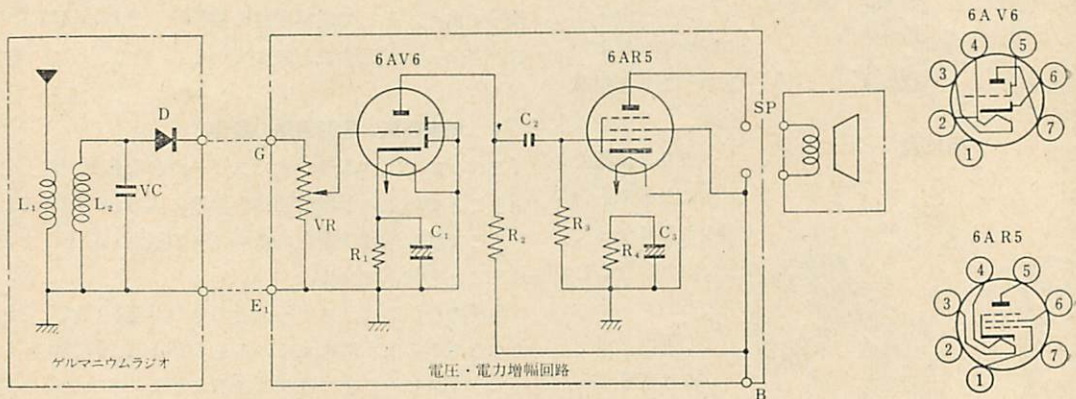 6AV6
6AR5
D
G
E₁
L₁
L₂
VC
VR
R₁
C₁
R₂
C₂
R₃
R₄
C₃
SP
B
ゲルマニウムラジオ
電圧・電力増幅回路
6AV6
④ ⑤
③ ⑥
② ⑦
①
6AR5
④ ⑤
③ ⑥
② ⑦
①